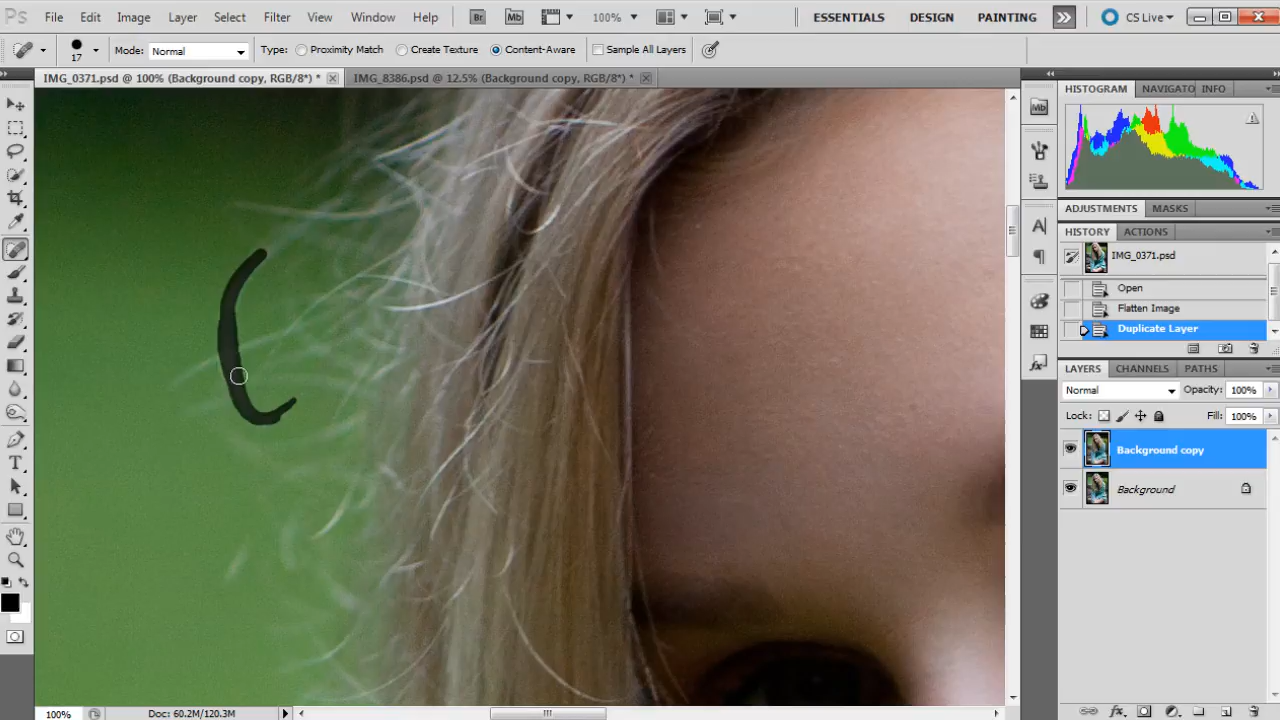 Ps File Edit Image Layer Select Filter View Window Help Br Mb 100% ESSENTIALS DESIGN PAINTING CS Live
17 Mode: Normal Type: Proximity Match Create Texture Content-Aware Sample All Layers
IMG_0371.psd @ 100% (Background copy, RGB/8*) * IMG_8386.psd @ 12.5% (Background copy, RGB/8*) *
HISTOGRAM NAVIGATO INFO
Mb
ADJUSTMENTS MASKS
HISTORY ACTIONS
IMG_0371.psd
Open
Flatten Image
Duplicate Layer
LAYERS CHANNELS PATHS
Normal Opacity: 100%
Lock: Fill: 100%
Background copy
Background
100% Doc: 60.2M/120.3M